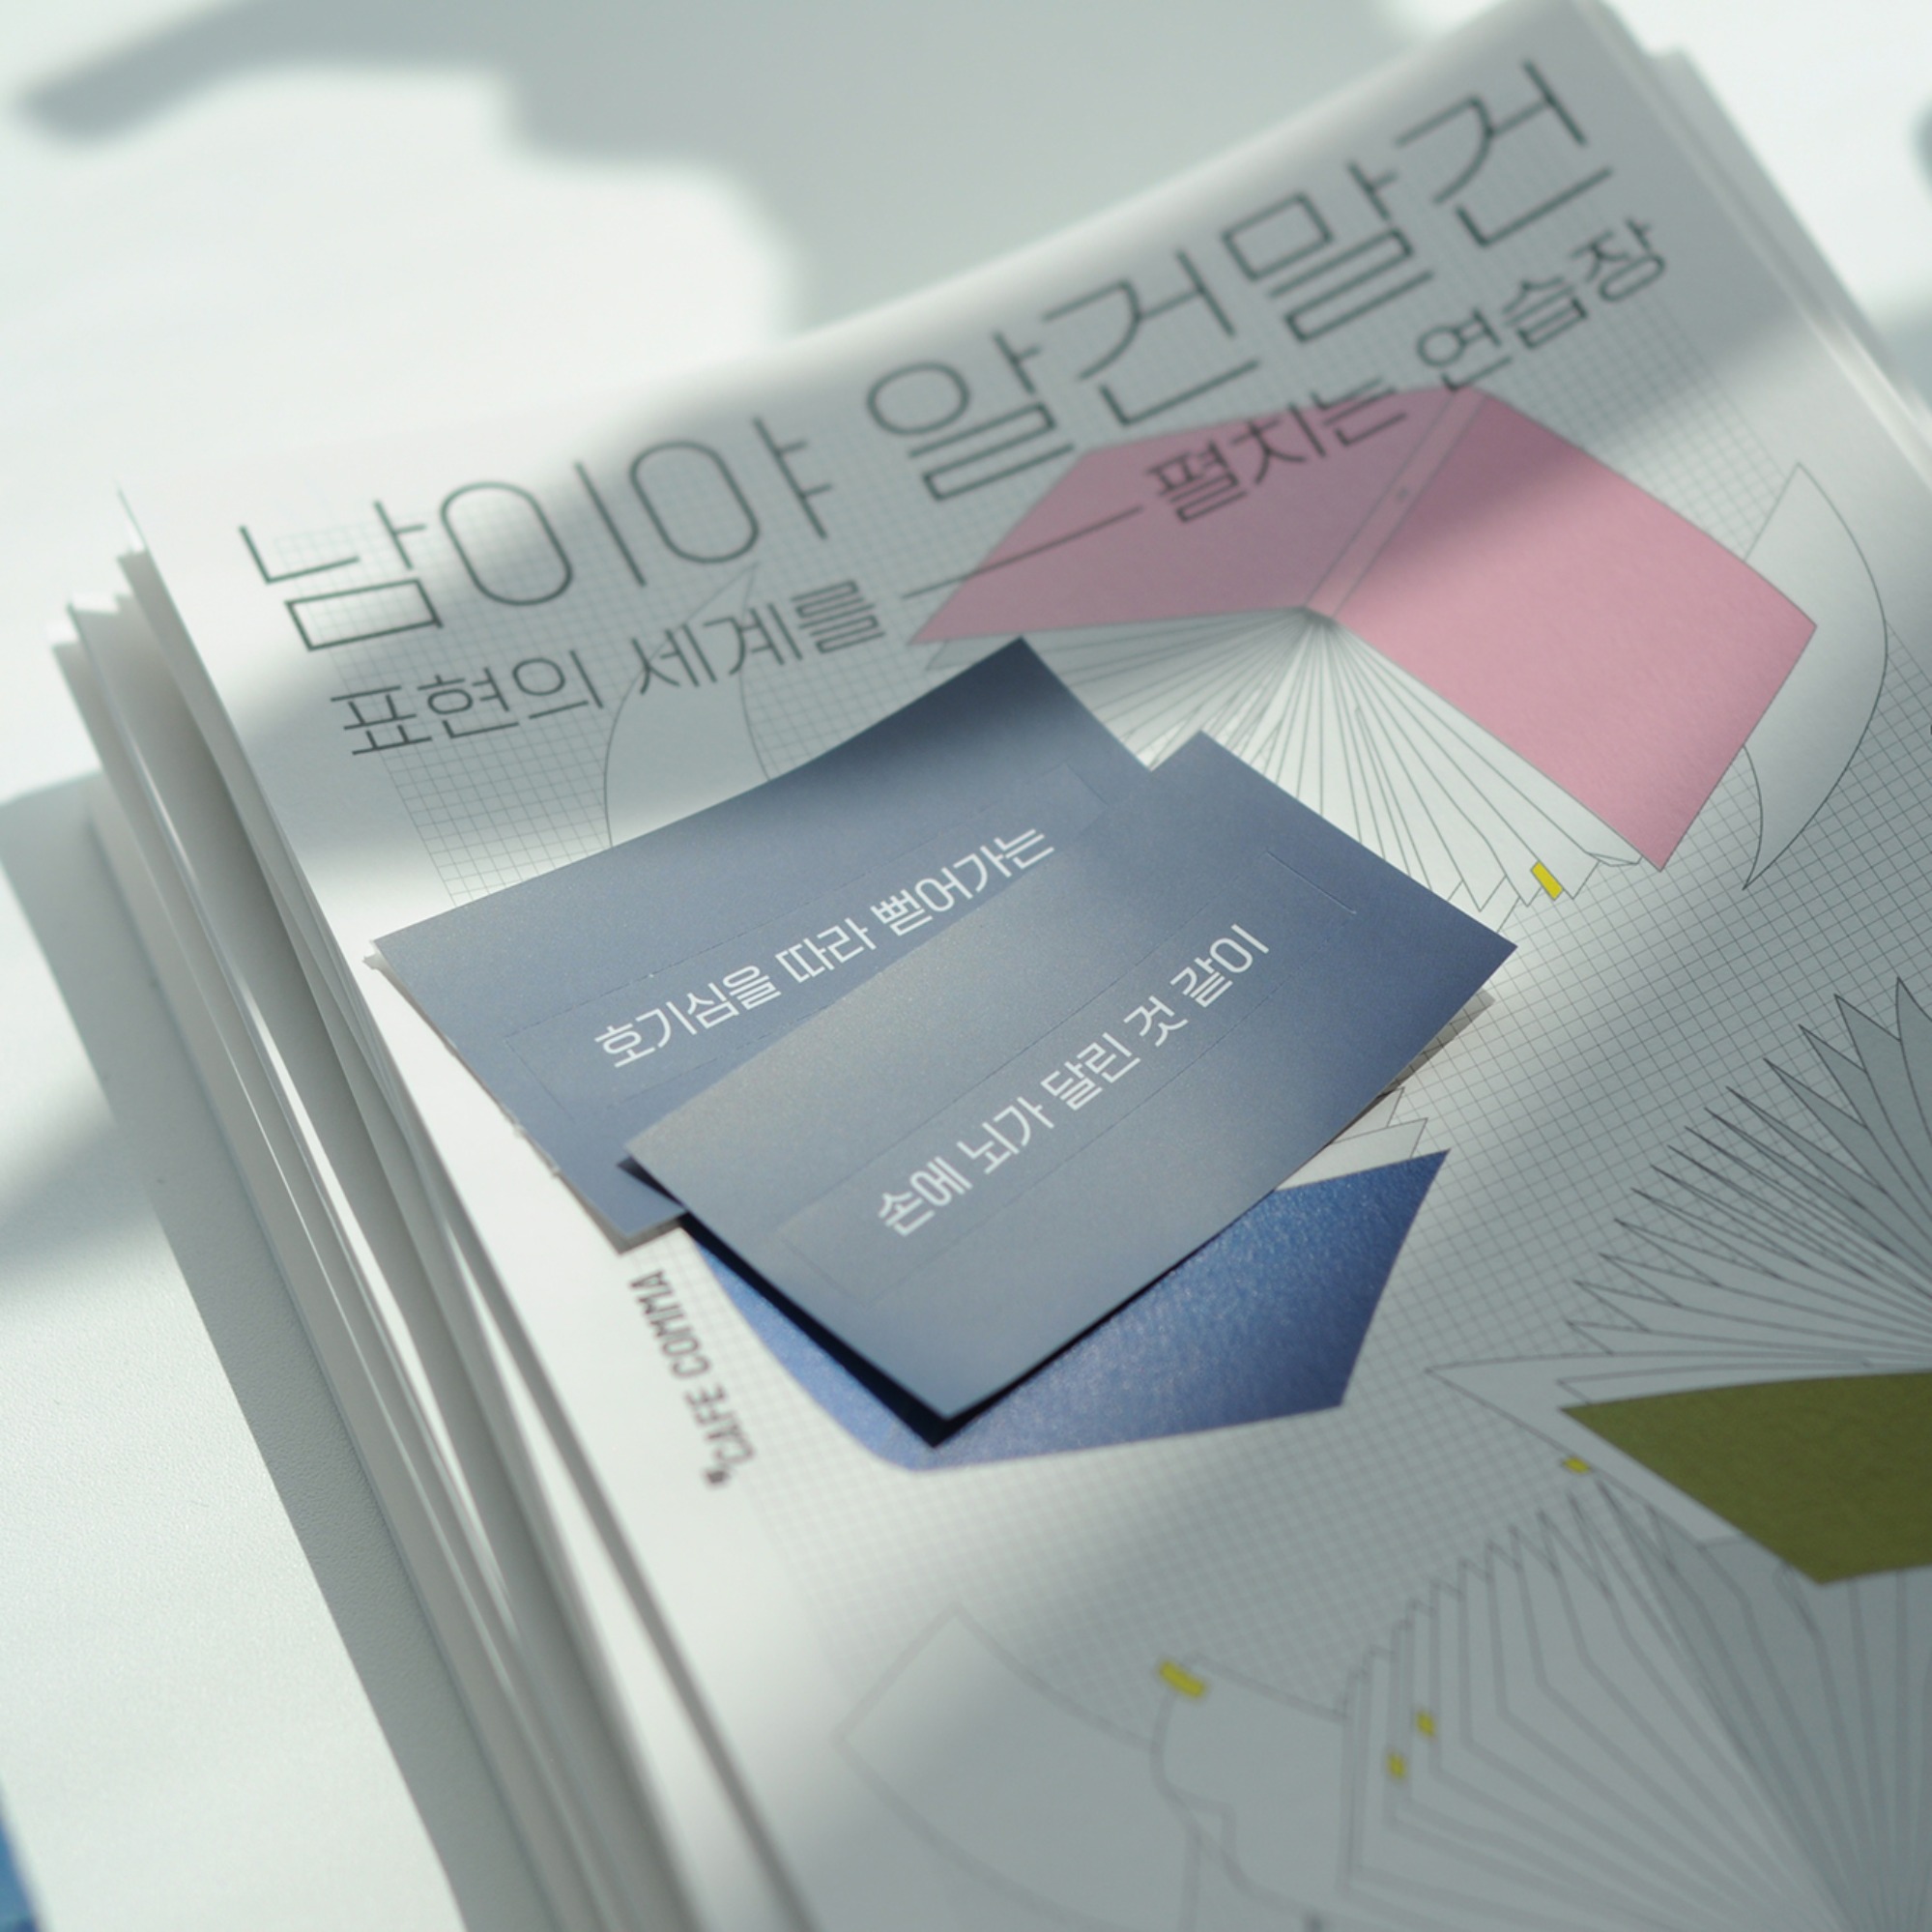 남이야 알건말건
표현의 세계를 — 펼치는 연습장
호기심을 따라 뻗어가는
손에 뇌가 달린 것 같이
CAFE COMMA